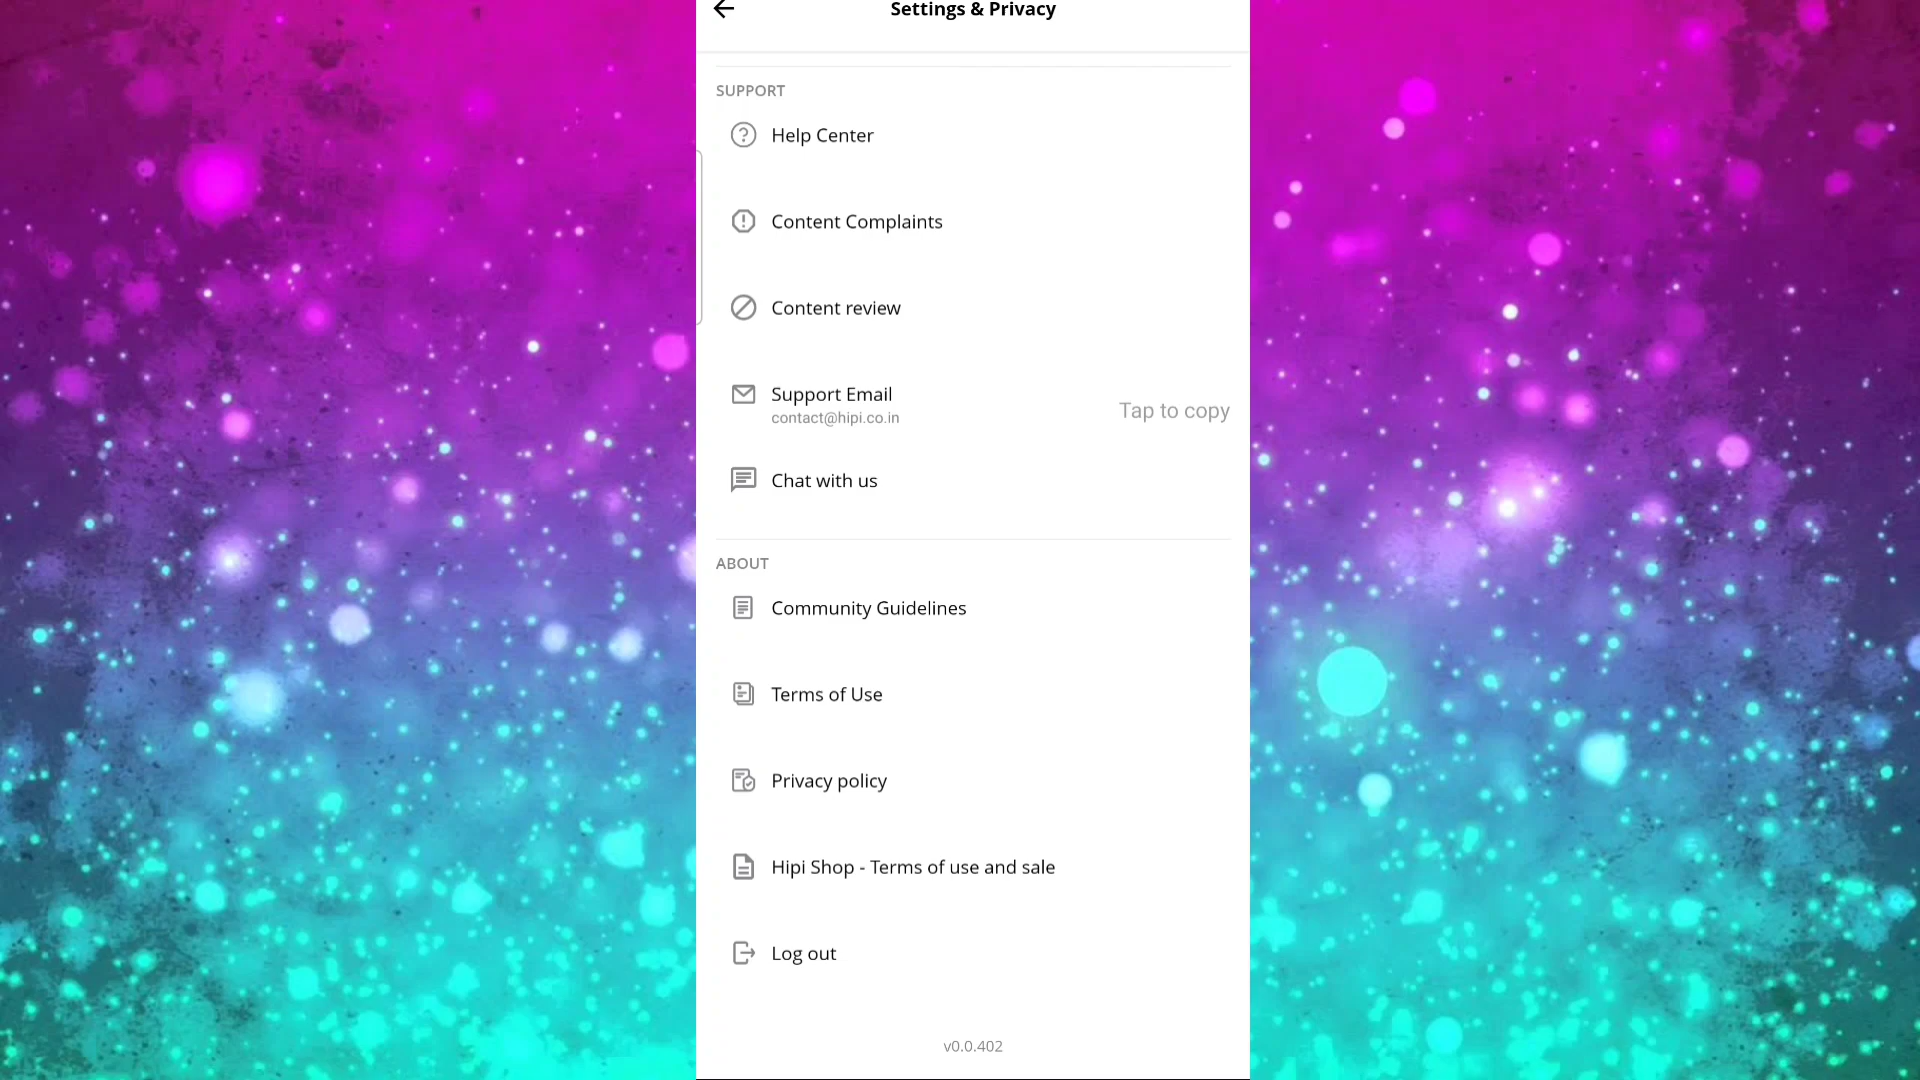 Settings & Privacy
SUPPORT
Help Center
Content Complaints
Content review
Support Email
contact@hipi.co.in
Tap to copy
Chat with us
ABOUT
Community Guidelines
Terms of Use
Privacy policy
Hipi Shop - Terms of use and sale
Log out
v0.0.402